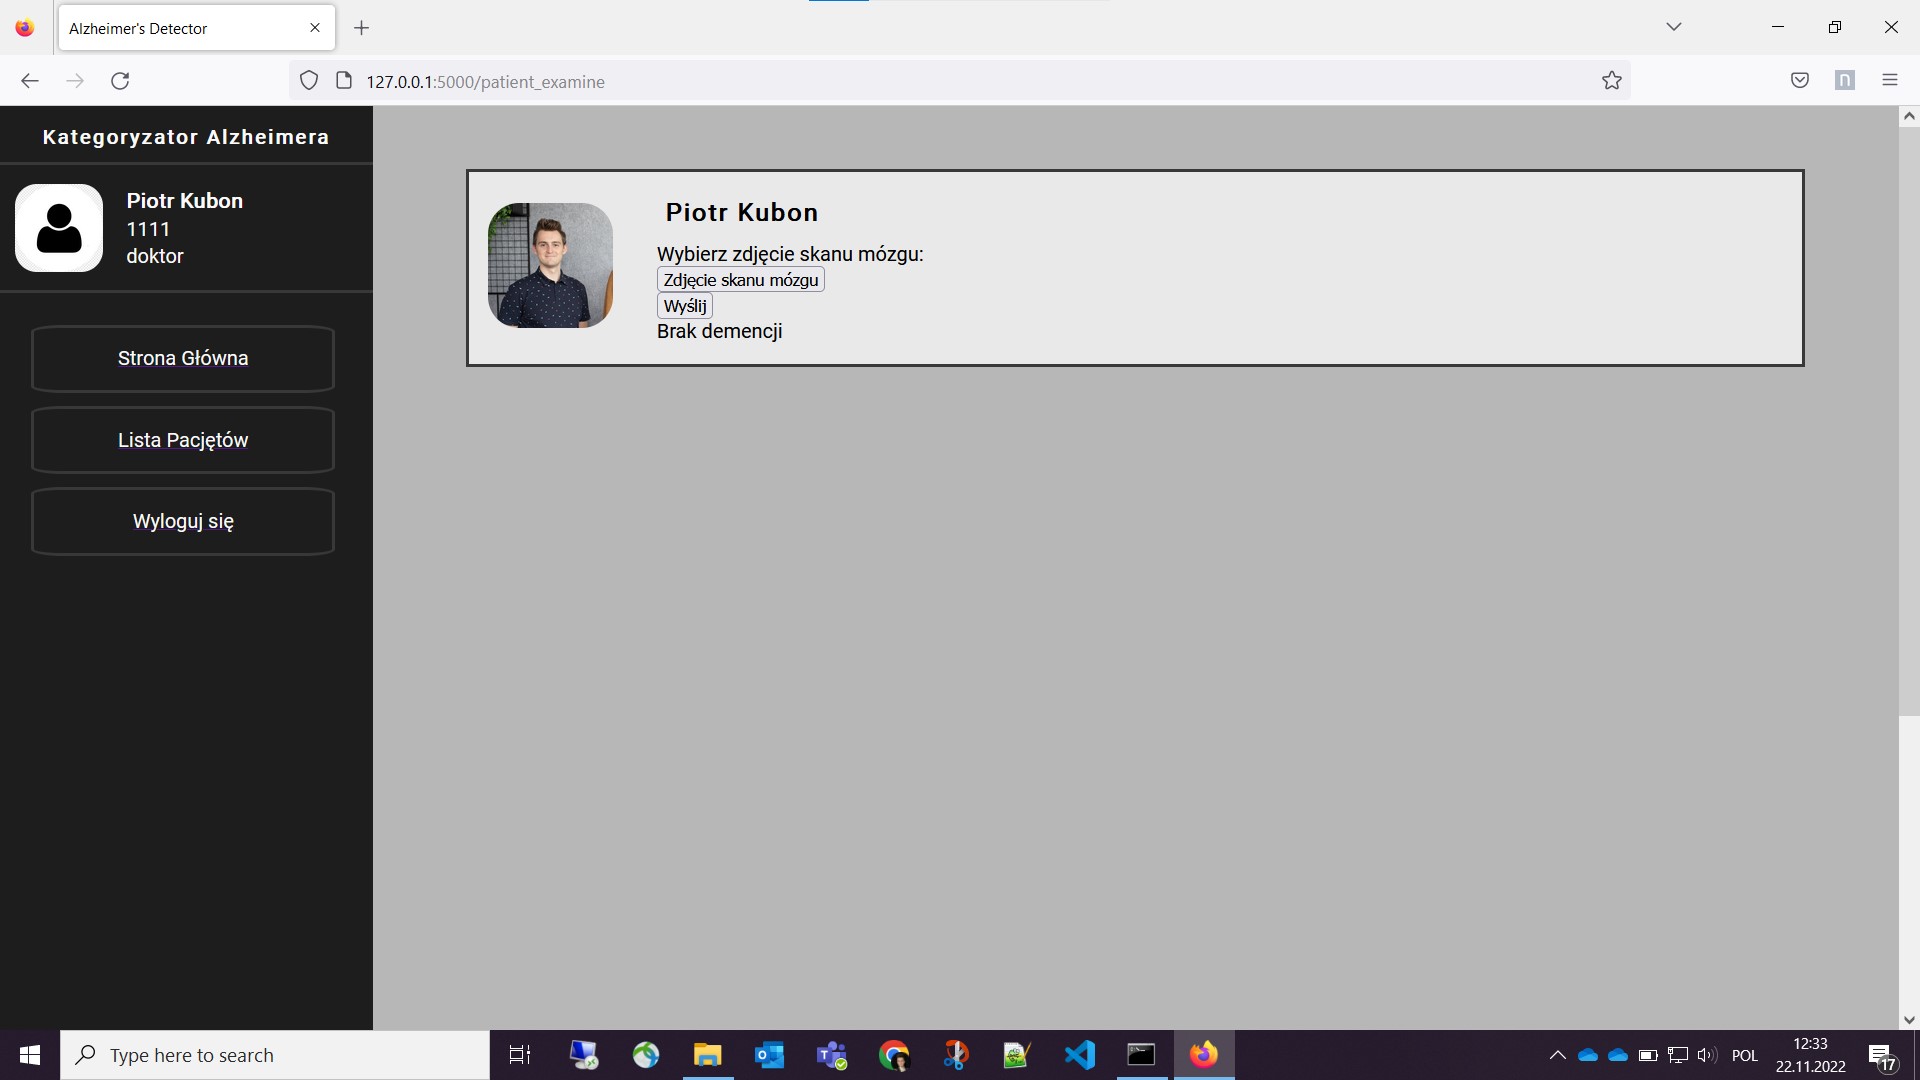 Alzheimer's Detector
127.0.0.1:5000/patient_examine
Kategoryzator Alzheimera
Piotr Kubon
1111
doktor
Strona Główna
Lista Pacjętów
Wyloguj się
Piotr Kubon
Wybierz zdjęcie skanu mózgu:
Zdjęcie skanu mózgu
Wyślij
Brak demencji
Type here to search
POL
12:33
22.11.2022
17